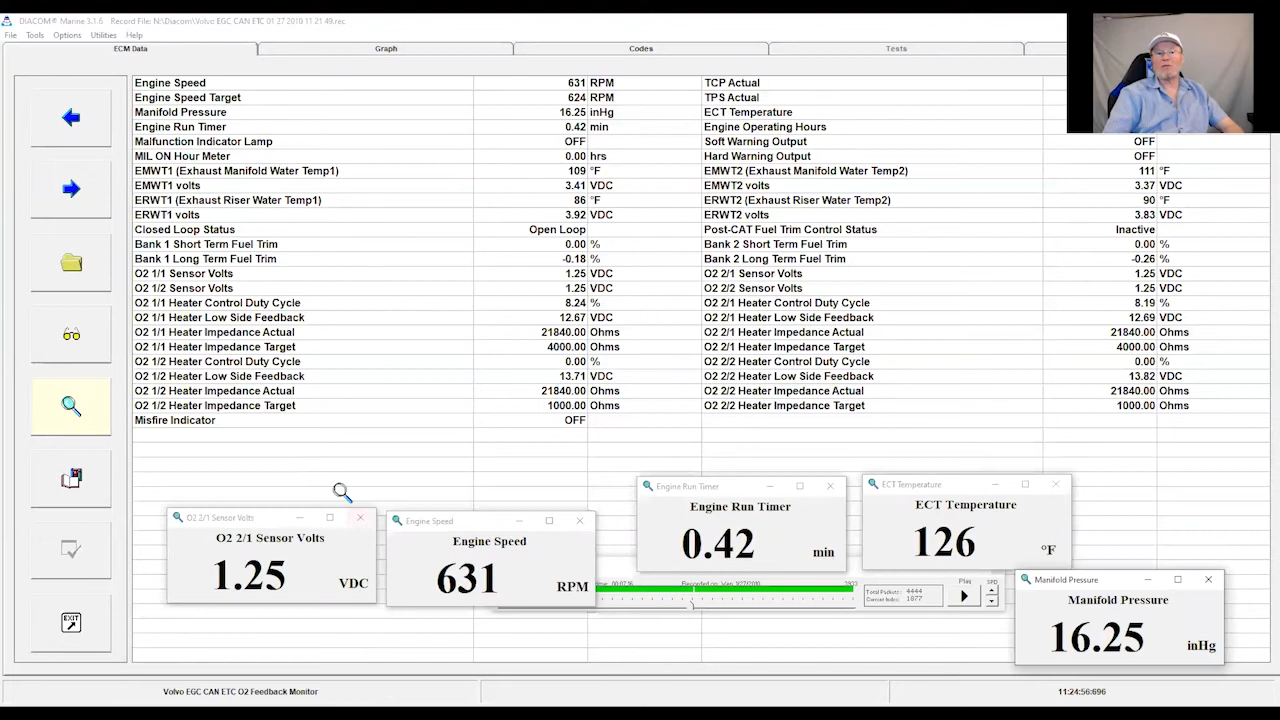 DIACOM® Marine 3.1.6 Record File: N:\Diacom\Volvo EGC CAN ETC 01 27 2010 11 21 49.rec
File Tools Options Utilities Help
ECM Data Graph Codes Tests
Engine Speed 631 RPM TCP Actual
Engine Speed Target 624 RPM TPS Actual
Manifold Pressure 16.25 inHg ECT Temperature
Engine Run Timer 0.42 min Engine Operating Hours
Malfunction Indicator Lamp OFF Soft Warning Output OFF
MIL ON Hour Meter 0.00 hrs Hard Warning Output OFF
EMWT1 (Exhaust Manifold Water Temp1) 109 °F EMWT2 (Exhaust Manifold Water Temp2) 111 °F
EMWT1 volts 3.41 VDC EMWT2 volts 3.37 VDC
ERWT1 (Exhaust Riser Water Temp1) 86 °F ERWT2 (Exhaust Riser Water Temp2) 90 °F
ERWT1 volts 3.92 VDC ERWT2 volts 3.83 VDC
Closed Loop Status Open Loop Post-CAT Fuel Trim Control Status Inactive
Bank 1 Short Term Fuel Trim 0.00 % Bank 2 Short Term Fuel Trim 0.00 %
Bank 1 Long Term Fuel Trim -0.18 % Bank 2 Long Term Fuel Trim -0.26 %
O2 1/1 Sensor Volts 1.25 VDC O2 2/1 Sensor Volts 1.25 VDC
O2 1/2 Sensor Volts 1.25 VDC O2 2/2 Sensor Volts 1.25 VDC
O2 1/1 Heater Control Duty Cycle 8.24 % O2 2/1 Heater Control Duty Cycle 8.19 %
O2 1/1 Heater Low Side Feedback 12.67 VDC O2 2/1 Heater Low Side Feedback 12.69 VDC
O2 1/1 Heater Impedance Actual 21840.00 Ohms O2 2/1 Heater Impedance Actual 21840.00 Ohms
O2 1/1 Heater Impedance Target 4000.00 Ohms O2 2/1 Heater Impedance Target 4000.00 Ohms
O2 1/2 Heater Control Duty Cycle 0.00 % O2 2/2 Heater Control Duty Cycle 0.00 %
O2 1/2 Heater Low Side Feedback 13.71 VDC O2 2/2 Heater Low Side Feedback 13.82 VDC
O2 1/2 Heater Impedance Actual 21840.00 Ohms O2 2/2 Heater Impedance Actual 21840.00 Ohms
O2 1/2 Heater Impedance Target 1000.00 Ohms O2 2/2 Heater Impedance Target 1000.00 Ohms
Misfire Indicator OFF
O2 2/1 Sensor Volts
O2 2/1 Sensor Volts
1.25 VDC
Engine Speed
Engine Speed
631 RPM
Engine Run Timer
Engine Run Timer
0.42 min
ECT Temperature
ECT Temperature
126 °F
Total Packets: 4444
Current Index: 1877
Play
SPD
Manifold Pressure
Manifold Pressure
16.25 inHg
EXIT
Volvo EGC CAN ETC O2 Feedback Monitor 11:24:56:696